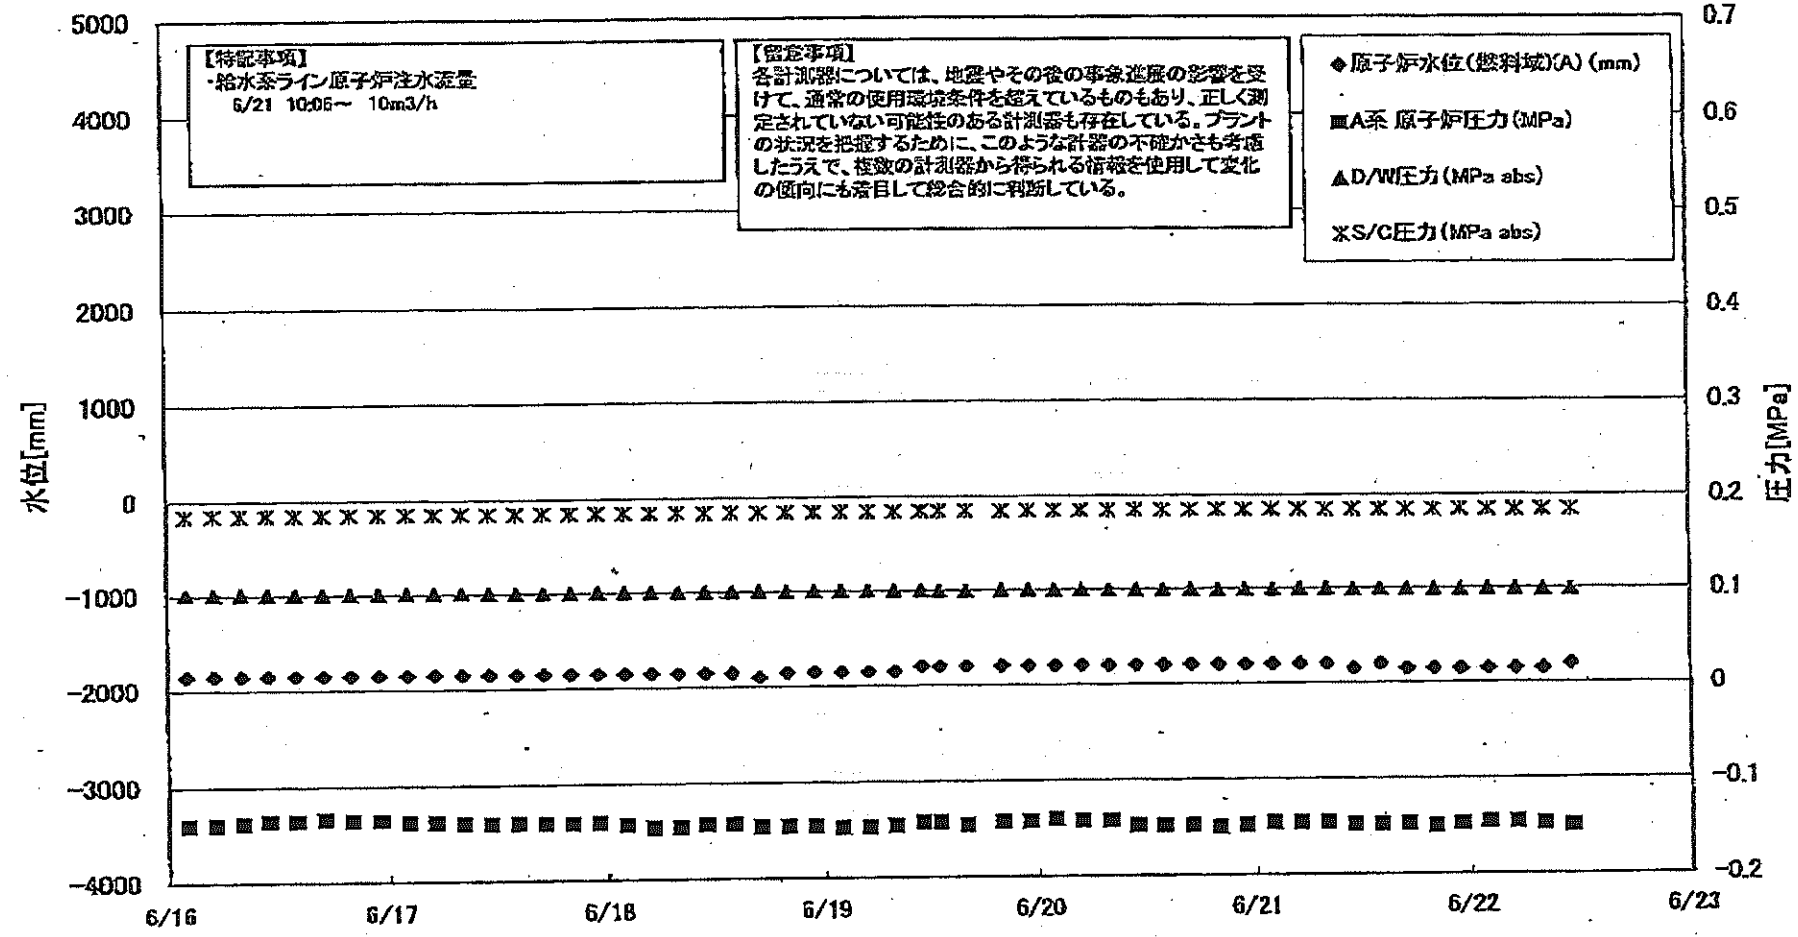 【特記事項】
・給水系ライン原子炉注水流量
6/21 10:06～ 10m3/h
【留意事項】
各計測器については、地震やその後の事象進展の影響を受
けて、通常の使用環境条件を超えているものもあり、正しく測
定されていない可能性のある計測器も存在している。プラント
の状況を把握するために、このような計器の不確かさも考慮
したうえで、複数の計測器から得られる情報を使用して変化
の傾向にも着目して総合的に判断している。
◆原子炉水位(燃料域)(A)(mm)
■A系 原子炉圧力(MPa)
▲D/W圧力(MPa abs)
S/C圧力(MPa abs)
水位[mm]
5000
4000
3000
2000
1000
0
-1000
-2000
-3000
-4000
圧力[MPa]
0.7
0.6
0.5
0.4
0.3
0.2
0.1
0
-0.1
-0.2
6/16
6/17
6/18
6/19
6/20
6/21
6/22
6/23